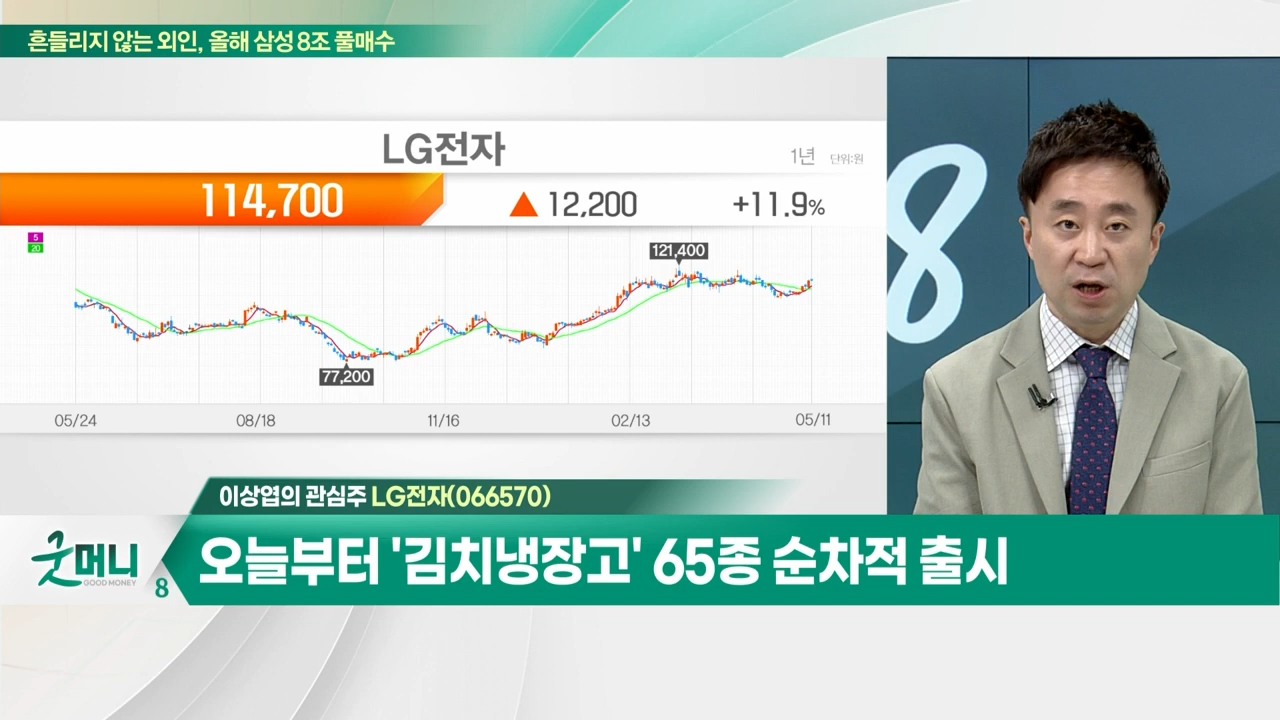 흔들리지 않는 외인, 올해 삼성 8조 풀매수
LG전자
1년 단위:원
114,700 ▲ 12,200 +11.9%
5
20
121,400
77,200
05/24 08/18 11/16 02/13 05/11
8
이상엽의 관심주 LG전자(066570)
굿머니
GOOD MONEY
8
오늘부터 '김치냉장고' 65종 순차적 출시